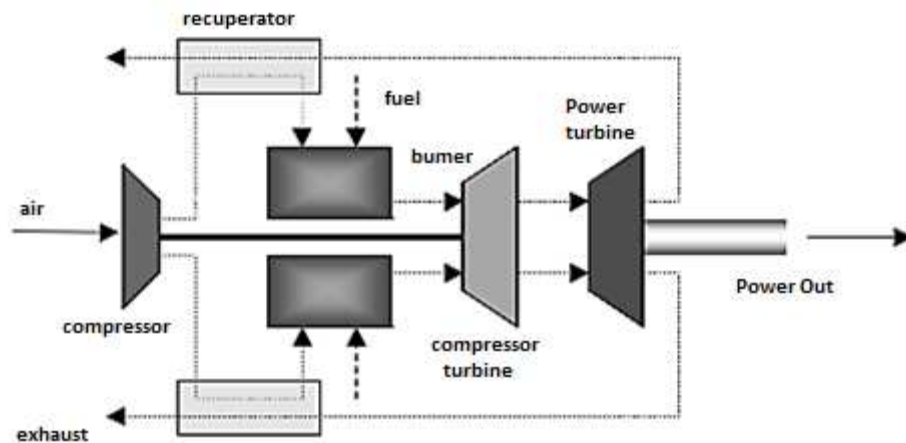 recuperator
fuel
Power
turbine
bumer
air
compressor
compressor
turbine
Power Out
exhaust